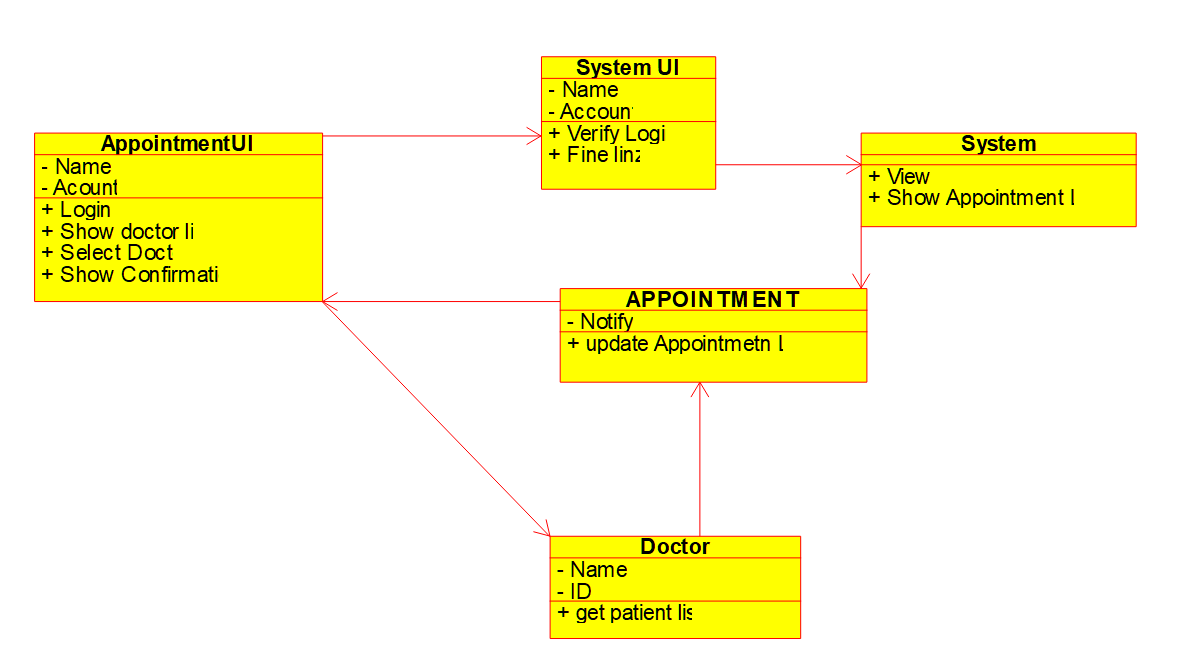 System UI
- Name
- Accoun
+ Verify Logi
+ Fine linz
AppointmentUI
- Name
- Acount
+ Login
+ Show doctor li
+ Select Doct
+ Show Confirmati
System
+ View
+ Show Appointment L
APPOINTMENT
- Notify
+ update Appointmetn L
Doctor
- Name
- ID
+ get patient lis